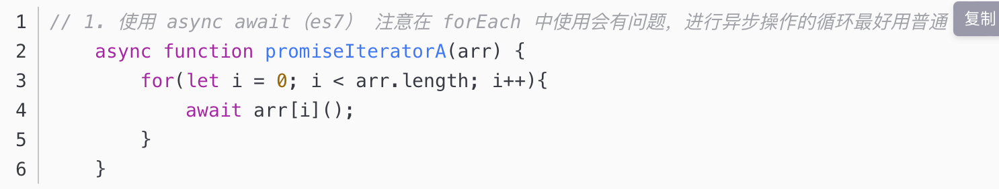 1 // 1. 使用 async await（es7） 注意在 forEach 中使用会有问题，进行异步操作的循环最好用普通 复制
2 async function promiseIteratorA(arr) {
3 for(let i = 0; i < arr.length; i++){
4 await arr[i]();
5 }
6 }